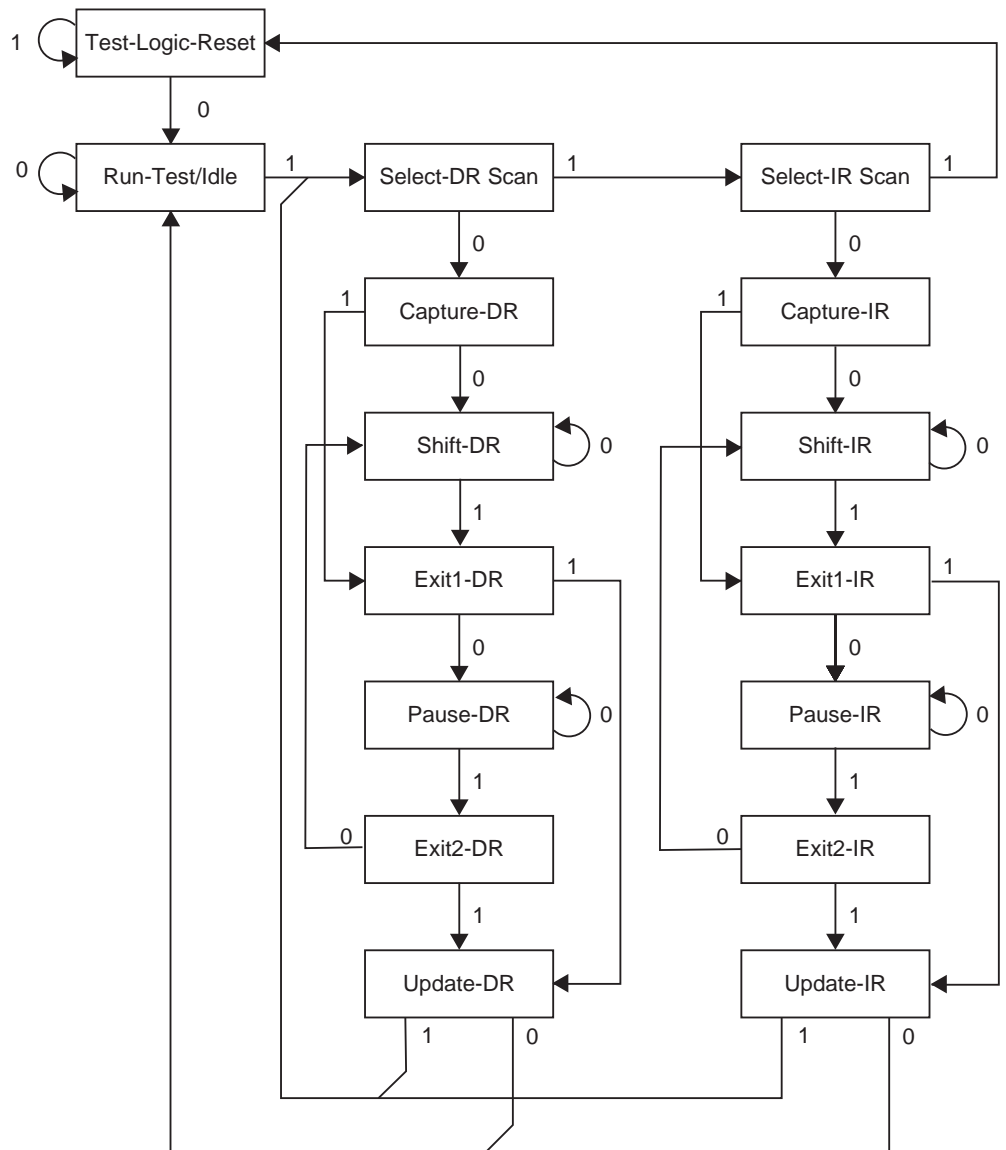 1 Test-Logic-Reset
0
0 Run-Test/Idle 1 Select-DR Scan 1 Select-IR Scan 1
0 0
1 Capture-DR 1 Capture-IR
0 0
Shift-DR 0 Shift-IR 0
1 1
Exit1-DR 1 Exit1-IR 1
0 0
Pause-DR 0 Pause-IR 0
1 1
0 Exit2-DR 0 Exit2-IR
1 1
Update-DR Update-IR
1 0 1 0